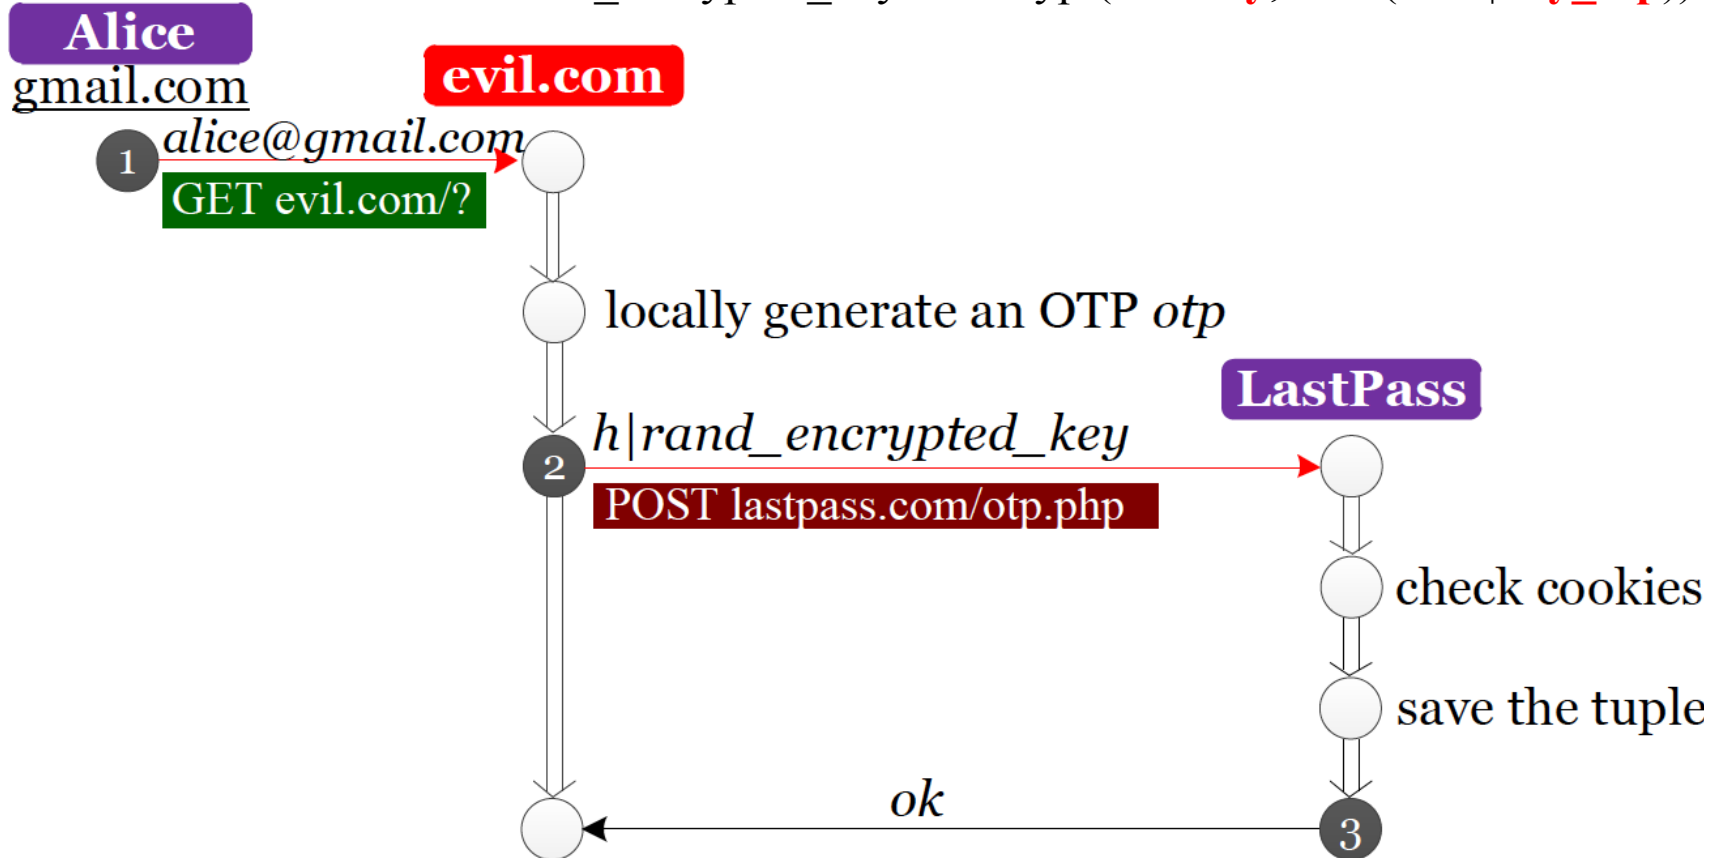 Alice
gmail.com
evil.com
alice@gmail.com
1
GET evil.com/?
locally generate an OTP otp
LastPass
h|rand_encrypted_key
2
POST lastpass.com/otp.php
check cookies
save the tuple
ok
3